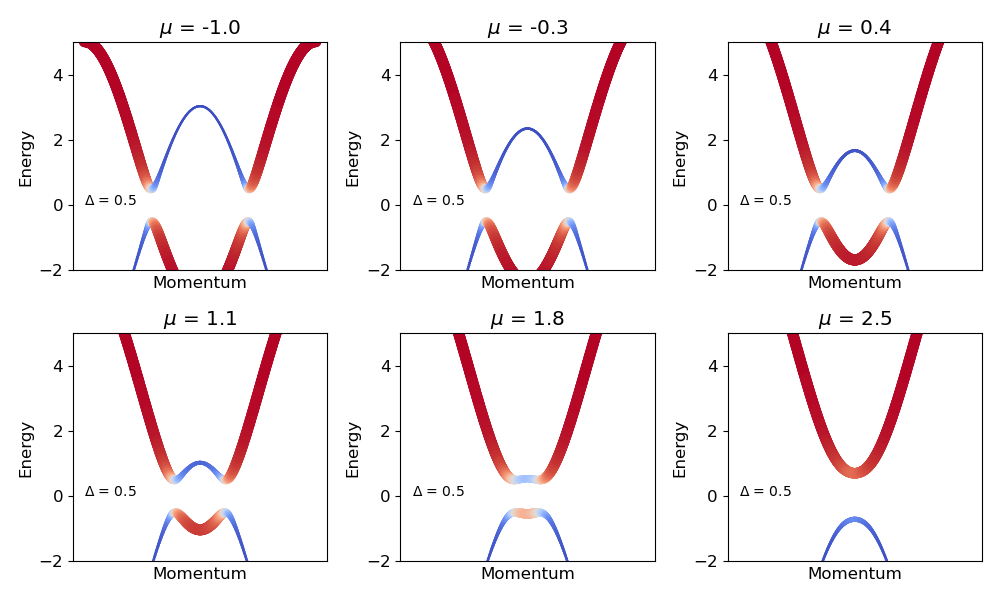 μ = -1.0
μ = -0.3
μ = 0.4
Energy
4
2
0
−2
Δ = 0.5
Momentum
Energy
4
2
0
−2
Δ = 0.5
Momentum
Energy
4
2
0
−2
Δ = 0.5
Momentum
μ = 1.1
μ = 1.8
μ = 2.5
Energy
4
2
0
−2
Δ = 0.5
Momentum
Energy
4
2
0
−2
Δ = 0.5
Momentum
Energy
4
2
0
−2
Δ = 0.5
Momentum